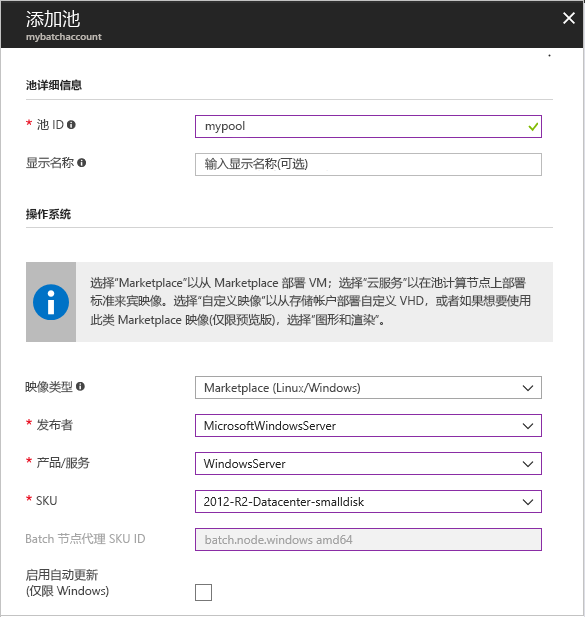 添加池
mybatchaccount
池详细信息
* 池 ID
mypool
显示名称
输入显示名称(可选)
操作系统
选择“Marketplace”以从 Marketplace 部署 VM；选择“云服务”以在池计算节点上部署
标准来宾映像。选择“自定义映像”以从存储帐户部署自定义 VHD，或者如果想要使用
此类 Marketplace 映像(仅限预览版)，选择“图形和渲染”。
映像类型
Marketplace (Linux/Windows)
* 发布者
MicrosoftWindowsServer
* 产品/服务
WindowsServer
* SKU
2012-R2-Datacenter-smalldisk
Batch 节点代理 SKU ID
batch.node.windows amd64
启用自动更新
(仅限 Windows)